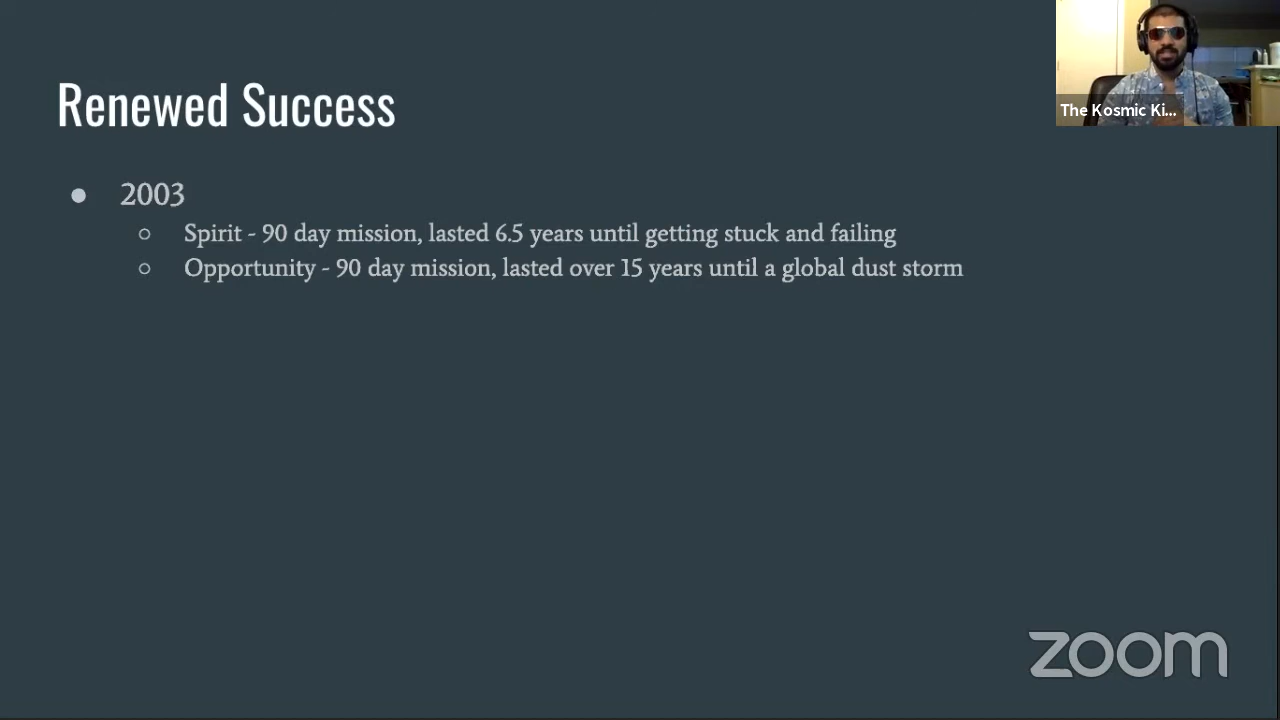 Renewed Success
The Kosmic Ki...
● 2003
○ Spirit - 90 day mission, lasted 6.5 years until getting stuck and failing
○ Opportunity - 90 day mission, lasted over 15 years until a global dust storm
zoom